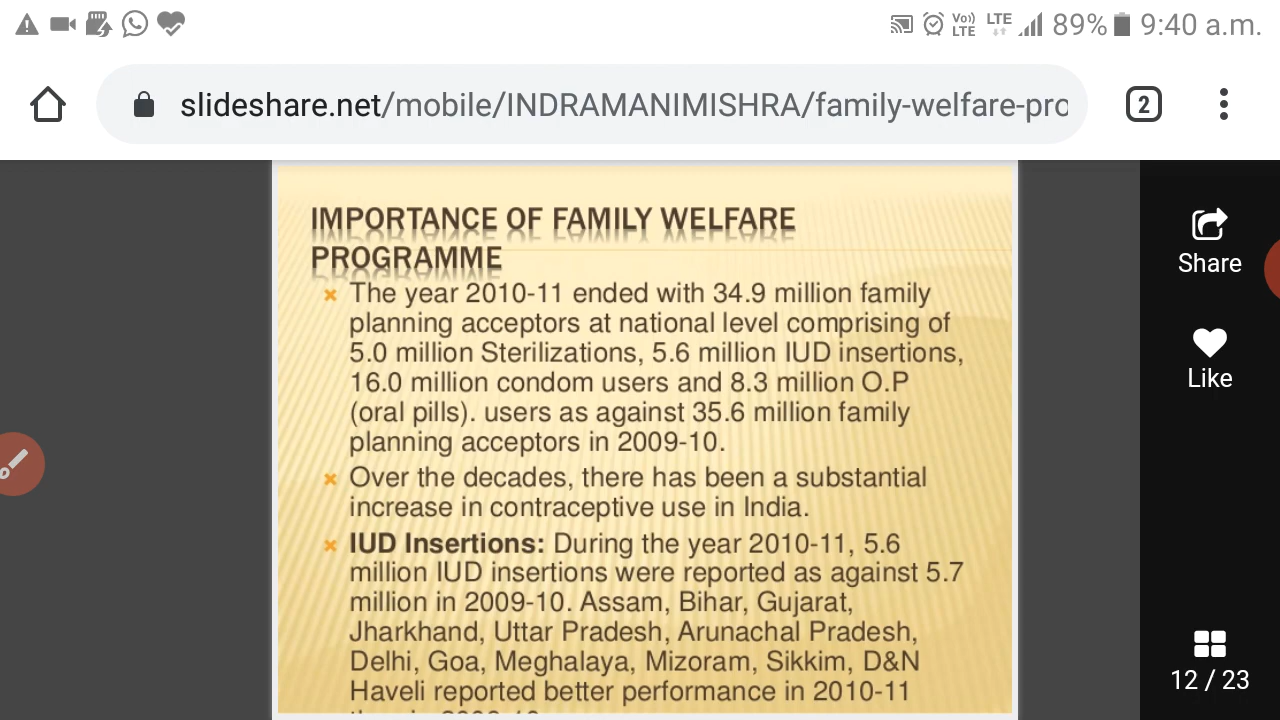 89% 9:40 a.m.
slideshare.net/mobile/INDRAMANIMISHRA/family-welfare-pro
2
IMPORTANCE OF FAMILY WELFARE
PROGRAMME
The year 2010-11 ended with 34.9 million family
planning acceptors at national level comprising of
5.0 million Sterilizations, 5.6 million IUD insertions,
16.0 million condom users and 8.3 million O.P
(oral pills). users as against 35.6 million family
planning acceptors in 2009-10.
Over the decades, there has been a substantial
increase in contraceptive use in India.
IUD Insertions: During the year 2010-11, 5.6
million IUD insertions were reported as against 5.7
million in 2009-10. Assam, Bihar, Gujarat,
Jharkhand, Uttar Pradesh, Arunachal Pradesh,
Delhi, Goa, Meghalaya, Mizoram, Sikkim, D&N
Haveli reported better performance in 2010-11
Share
Like
12 / 23
Vo)) LTE
LTE